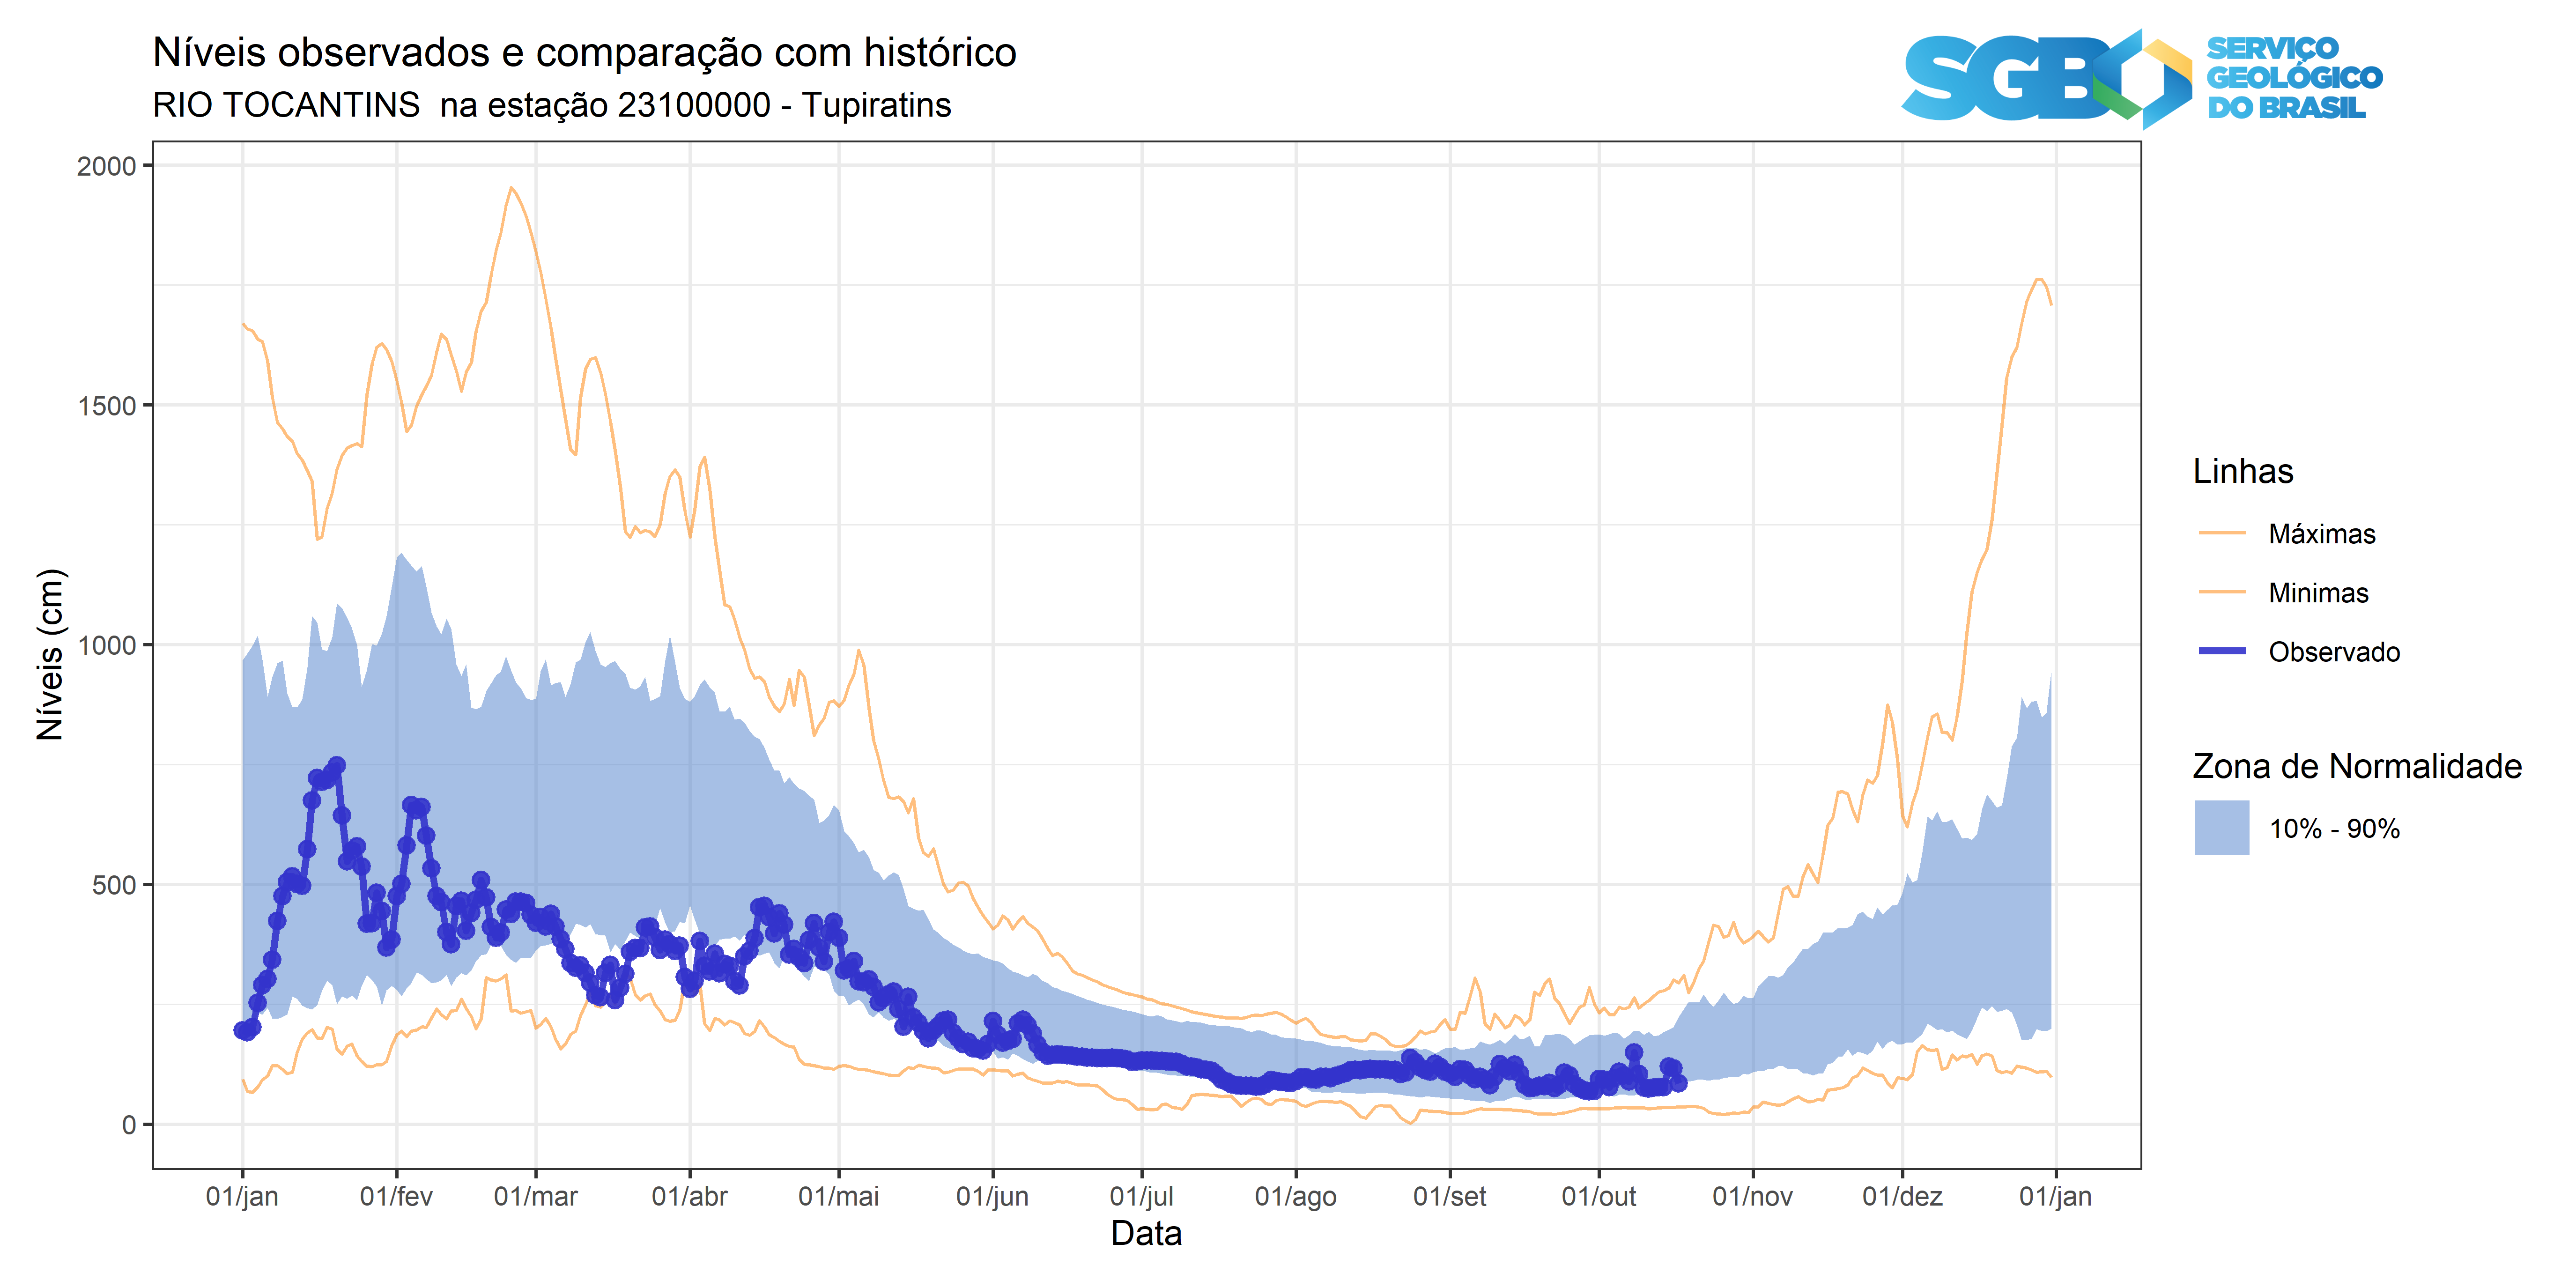 Níveis observados e comparação com histórico
RIO TOCANTINS  na estação 23100000 - Tupiratins
SGB
SERVIÇO
GEOLÓGICO
DO BRASIL
Níveis (cm)
2000
1500
1000
500
0
01/jan
01/fev
01/mar
01/abr
01/mai
01/jun
01/jul
01/ago
01/set
01/out
01/nov
01/dez
01/jan
Data
Linhas
Máximas
Minimas
Observado
Zona de Normalidade
10% - 90%